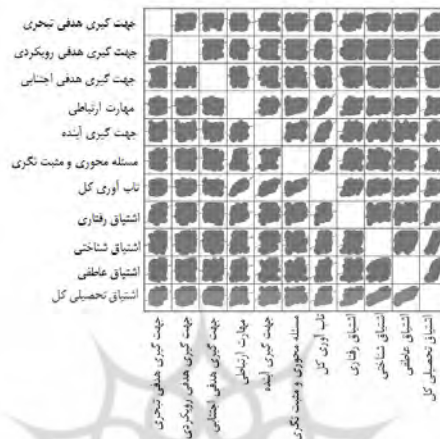 جهت گیری هدفی تبحری
جهت گیری هدفی رویکردی
جهت گیری هدفی اجتنابی
مهارت ارتباطی
جهت گیری آینده
مسئله محوری و مثبت نگری
تاب آوری کل
اشتیاق رفتاری
اشتیاق شناختی
اشتیاق عاطفی
اشتیاق تحصیلی کل
جهت گیری هدفی تبحری
جهت گیری هدفی رویکردی
جهت گیری هدفی اجتنابی
مهارت ارتباطی
جهت گیری آینده
مسئله محوری و مثبت نگری
تاب آوری کل
اشتیاق رفتاری
اشتیاق شناختی
اشتیاق عاطفی
اشتیاق تحصیلی کل